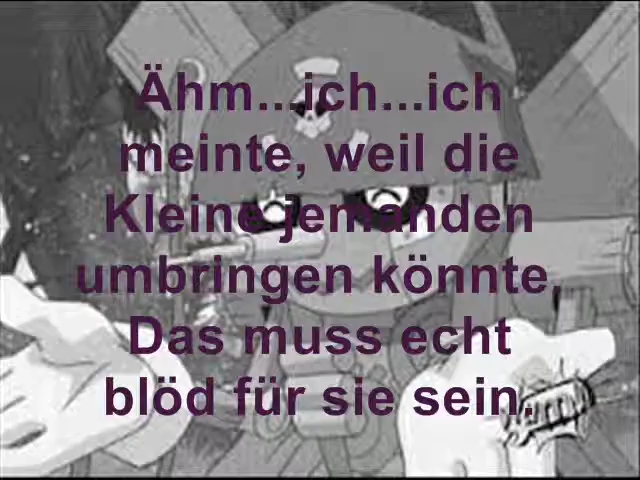 Ähm...ich...ich
meinte, weil die
Kleine jemanden
umbringen könnte.
Das muss echt
blöd für sie sein.